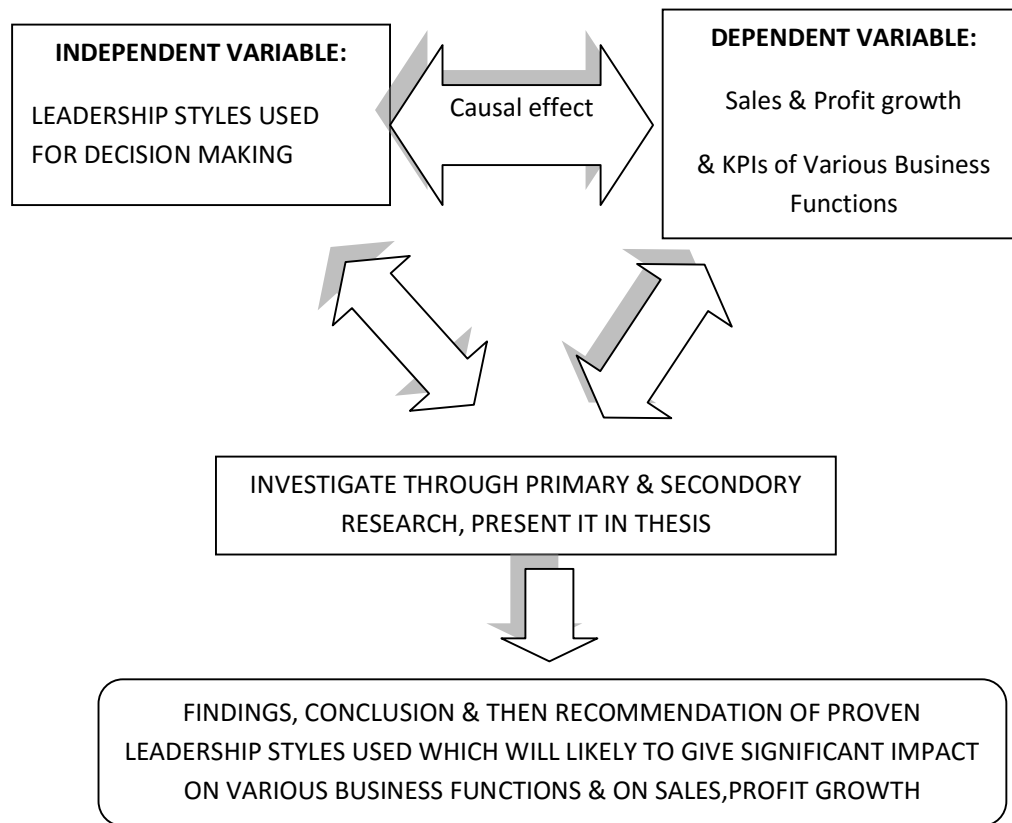 INDEPENDENT VARIABLE:
LEADERSHIP STYLES USED
FOR DECISION MAKING
Causal effect
DEPENDENT VARIABLE:
Sales & Profit growth
& KPIs of Various Business
Functions
INVESTIGATE THROUGH PRIMARY & SECONDORY
RESEARCH, PRESENT IT IN THESIS
FINDINGS, CONCLUSION & THEN RECOMMENDATION OF PROVEN
LEADERSHIP STYLES USED WHICH WILL LIKELY TO GIVE SIGNIFICANT IMPACT
ON VARIOUS BUSINESS FUNCTIONS & ON SALES,PROFIT GROWTH